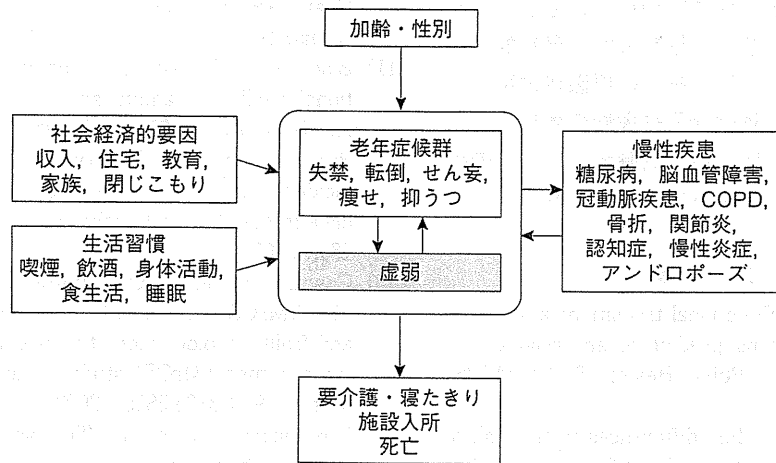 加齢・性別
社会経済的要因
収入，住宅，教育，
家族，閉じこもり
生活習慣
喫煙，飲酒，身体活動，
食生活，睡眠
老年症候群
失禁，転倒，せん妄，
痩せ，抑うつ
虚弱
慢性疾患
糖尿病，脳血管障害，
冠動脈疾患，COPD，
骨折，関節炎，
認知症，慢性炎症，
アンドロポーズ
要介護・寝たきり
施設入所
死亡